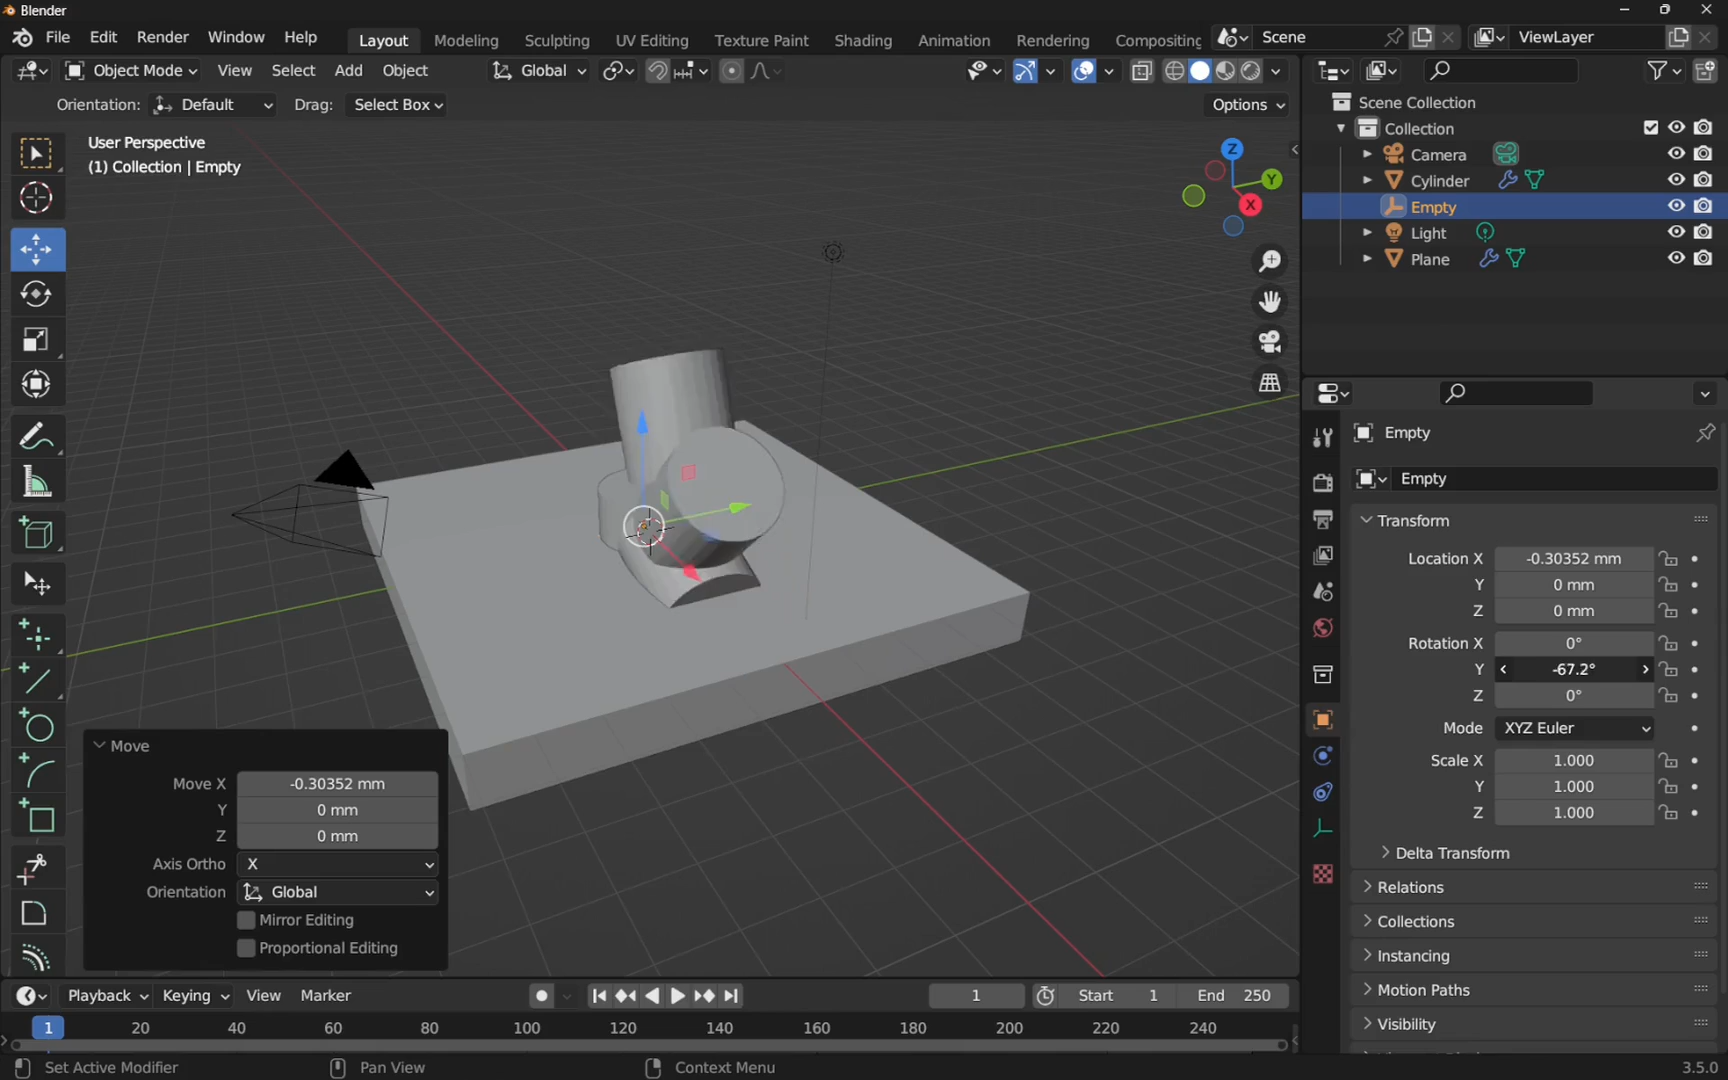 Blender
File Edit Render Window Help Layout Modeling Sculpting UV Editing Texture Paint Shading Animation Rendering Compositing Scene ViewLayer
Object Mode View Select Add Object Global
Orientation: Default Drag: Select Box Options
User Perspective
(1) Collection | Empty
Z
Y
X
Scene Collection
Collection
Camera
Cylinder
Empty
Light
Plane
Empty
Empty
Transform
Location X -0.30352 mm
Y 0 mm
Z 0 mm
Rotation X 0°
Y -67.2°
Z 0°
Mode XYZ Euler
Scale X 1.000
Y 1.000
Z 1.000
Delta Transform
Relations
Collections
Instancing
Motion Paths
Visibility
Move
Move X -0.30352 mm
Y 0 mm
Z 0 mm
Axis Ortho X
Orientation Global
Mirror Editing
Proportional Editing
Playback Keying View Marker 1 Start 1 End 250
1 20 40 60 80 100 120 140 160 180 200 220 240
Set Active Modifier Pan View Context Menu 3.5.0